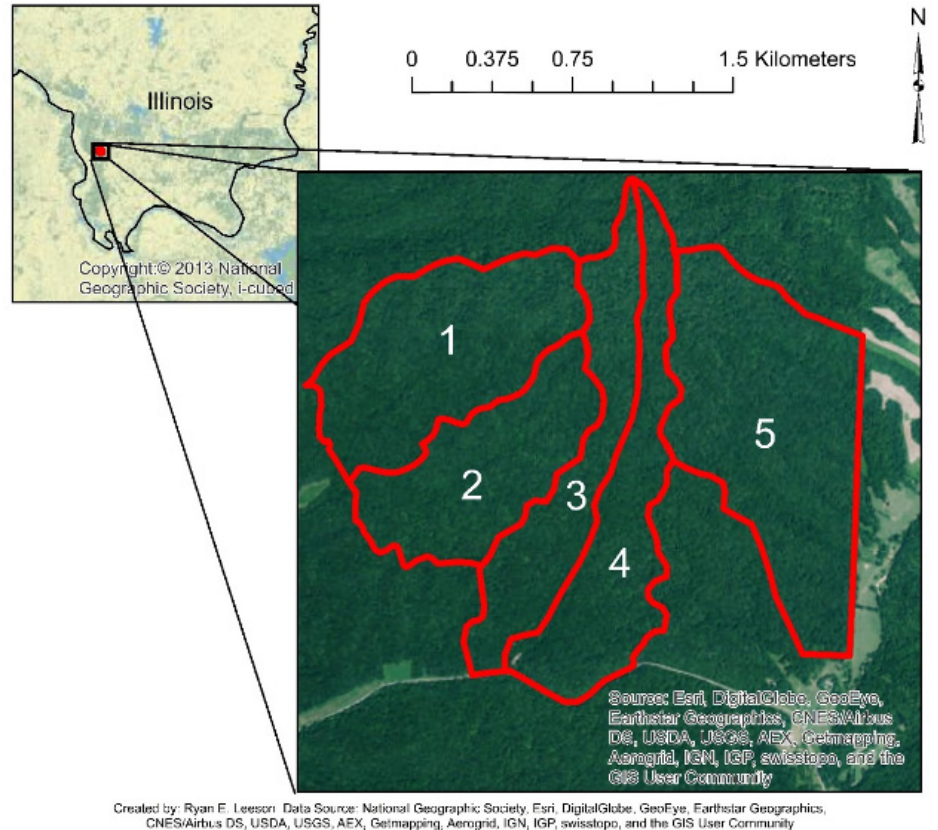 N
0 0.375 0.75 1.5 Kilometers
Illinois
Copyright:© 2013 National
Geographic Society, i-cubed
1
5
2
3
4
Source: Esri, DigitalGlobe, GeoEye,
Earthstar Geographics, CNES/Airbus
DS, USDA, USGS, AEX, Getmapping,
Aerogrid, IGN, IGP, swisstopo, and the
GIS User Community
Created by: Ryan E. Leeson Data Source: National Geographic Society, Esri, DigitalGlobe, GeoEye, Earthstar Geographics,
CNES/Airbus DS, USDA, USGS, AEX, Getmapping, Aerogrid, IGN, IGP, swisstopo, and the GIS User Community